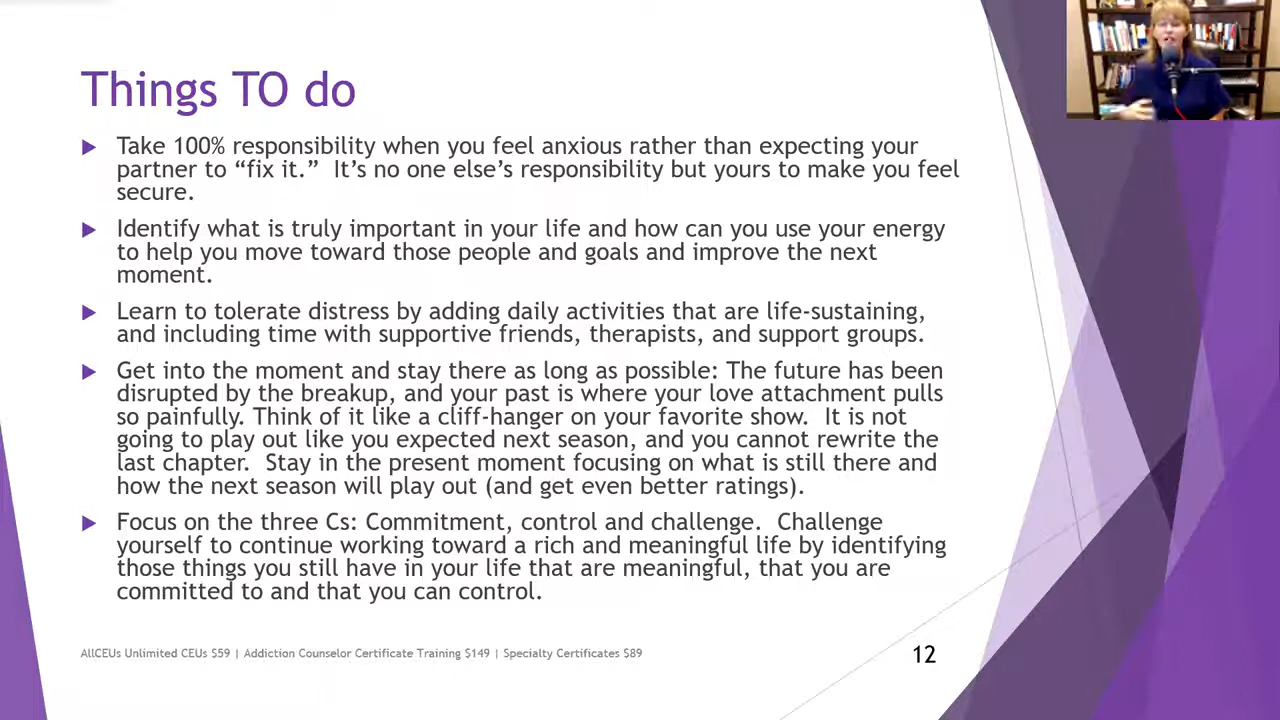 Things TO do
Take 100% responsibility when you feel anxious rather than expecting your
partner to “fix it.”  It’s no one else’s responsibility but yours to make you feel
secure.
Identify what is truly important in your life and how can you use your energy
to help you move toward those people and goals and improve the next
moment.
Learn to tolerate distress by adding daily activities that are life-sustaining,
and including time with supportive friends, therapists, and support groups.
Get into the moment and stay there as long as possible: The future has been
disrupted by the breakup, and your past is where your love attachment pulls
so painfully. Think of it like a cliff-hanger on your favorite show.  It is not
going to play out like you expected next season, and you cannot rewrite the
last chapter.  Stay in the present moment focusing on what is still there and
how the next season will play out (and get even better ratings).
Focus on the three Cs: Commitment, control and challenge.  Challenge
yourself to continue working toward a rich and meaningful life by identifying
those things you still have in your life that are meaningful, that you are
committed to and that you can control.
AllCEUs Unlimited CEUs $59 | Addiction Counselor Certificate Training $149 | Specialty Certificates $89
12